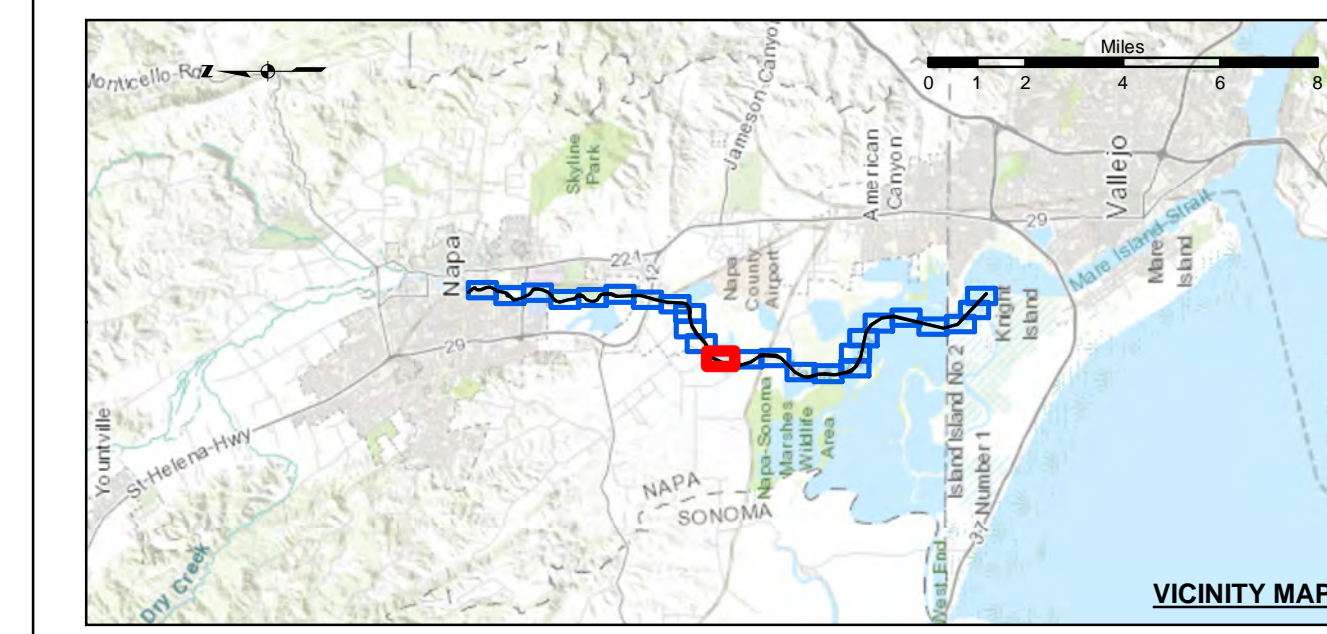 Miles
0 1 2 4 6 8
Monticello-Rd
Z
Jameson Canyon
Skyline
Park
American
Canyon
Vallejo
29
Mare Island-Strait
Mare
Island
Napa
221
12
Napa
County
Airport
Knight
Island
29
Napa-Sonoma
Marshes
Wildlife
Area
Island Island No 2
Number 1
37
Yountville
St-Helena-Hwy
NAPA
SONOMA
Dry Creek
West End
VICINITY MAP